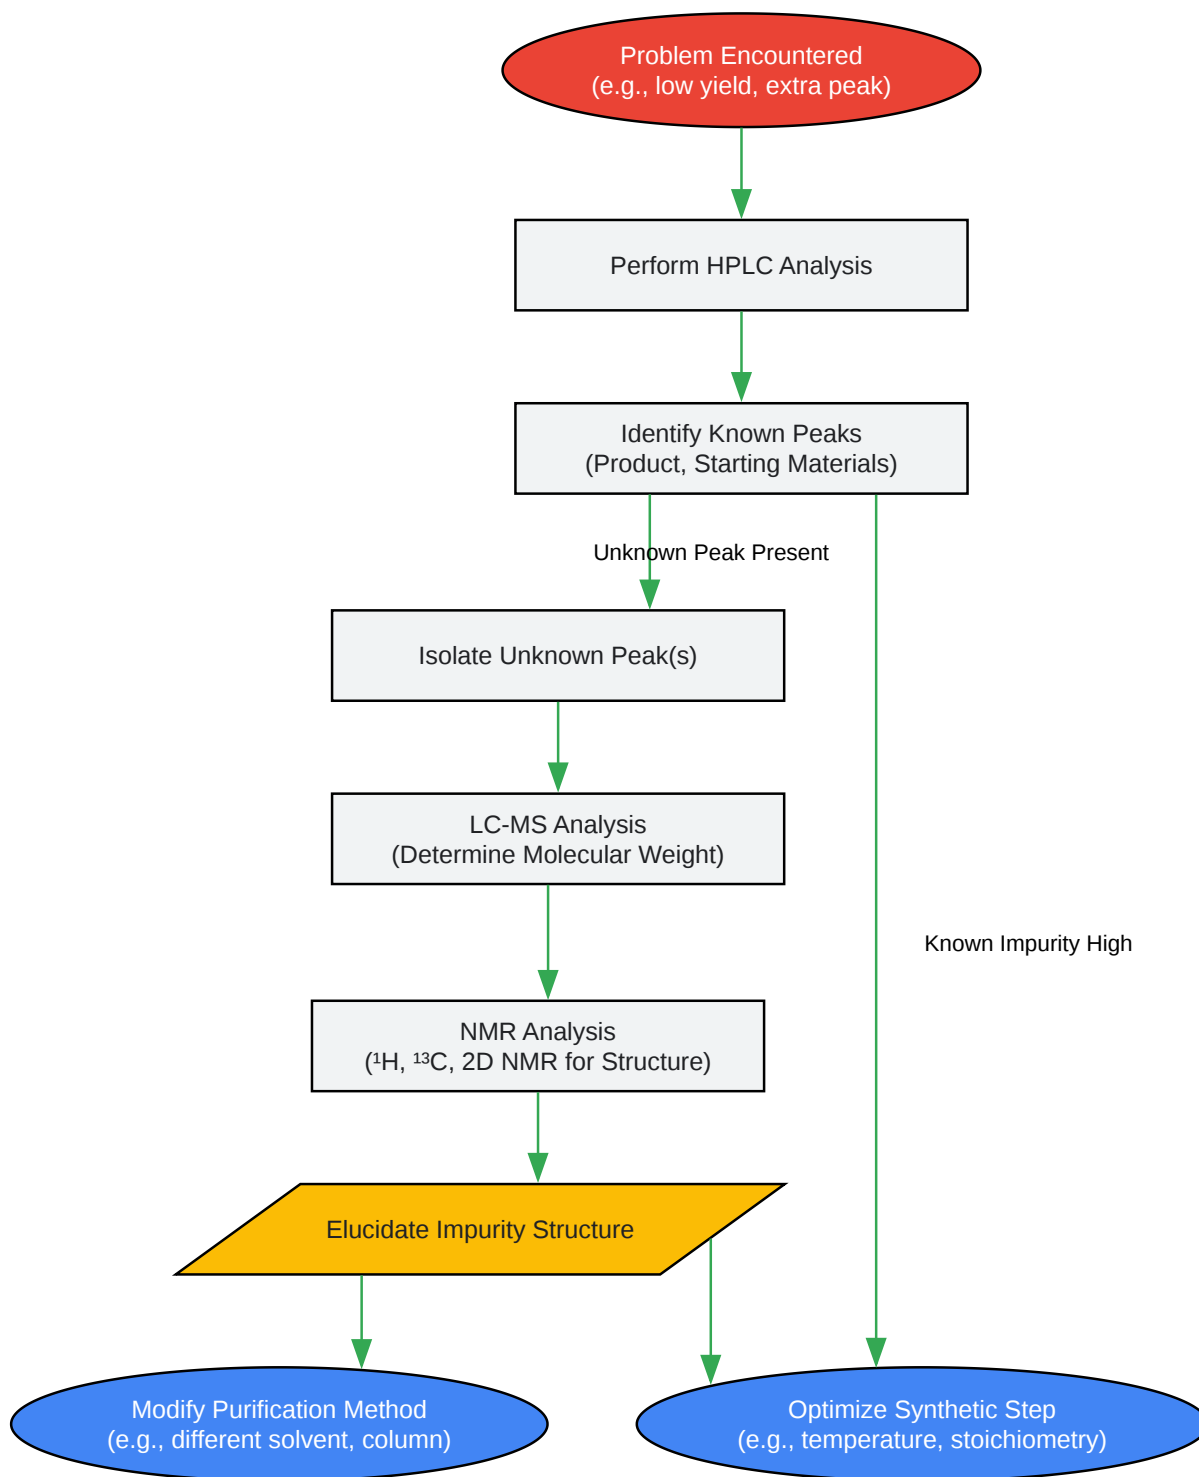 Problem Encountered
(e.g., low yield, extra peak)
Perform HPLC Analysis
Identify Known Peaks
(Product, Starting Materials)
Unknown Peak Present
Isolate Unknown Peak(s)
LC-MS Analysis
(Determine Molecular Weight)
Known Impurity High
NMR Analysis
(¹H, ¹³C, 2D NMR for Structure)
Elucidate Impurity Structure
Modify Purification Method
(e.g., different solvent, column)
Optimize Synthetic Step
(e.g., temperature, stoichiometry)